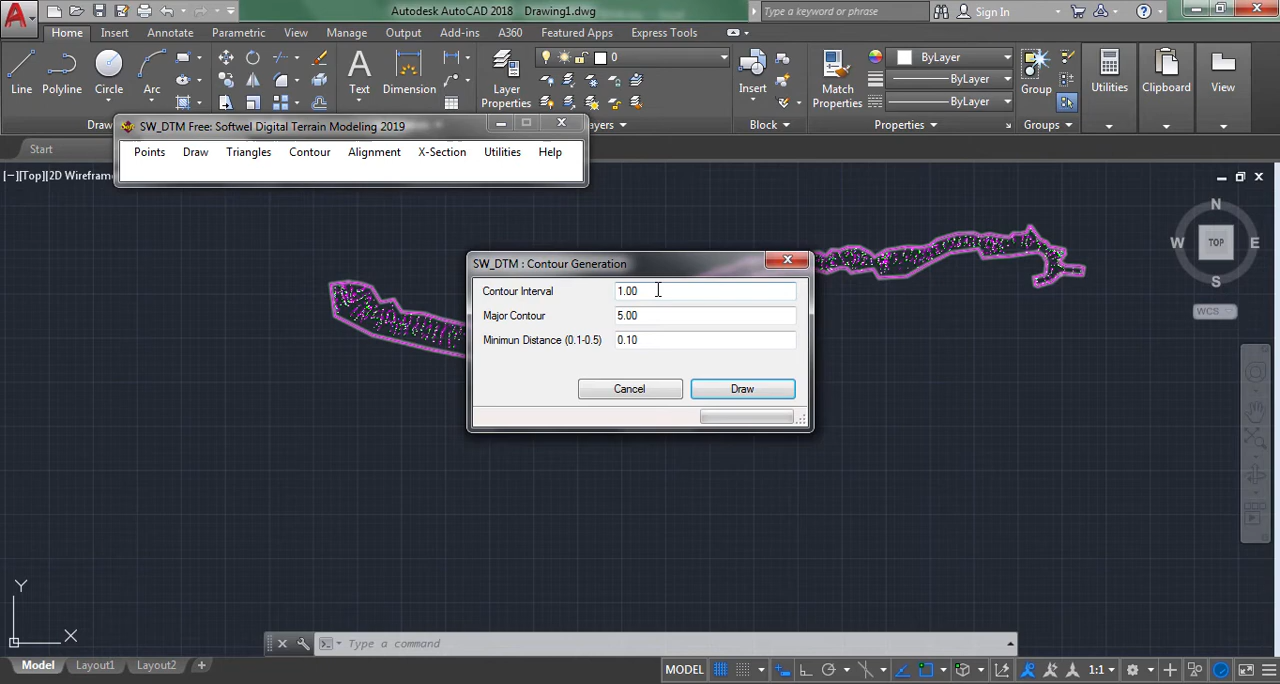 Autodesk AutoCAD 2018   Drawing1.dwg
Type a keyword or phrase
Sign In
Home Insert Annotate Parametric View Manage Output Add-ins A360 Featured Apps Express Tools
0
ByLayer
ByLayer
ByLayer
Line Polyline Circle Arc Text Dimension Layer Properties Insert Match Properties Group Utilities Clipboard View
Block Properties Groups
SW_DTM Free: Softwel Digital Terrain Modeling 2019
Points Draw Triangles Contour Alignment X-Section Utilities Help
Start
[−][Top][2D Wirefram
N
W TOP E
S
WCS
SW_DTM : Contour Generation
Contour Interval 1.00
Major Contour 5.00
Minimun Distance (0.1-0.5) 0.10
Cancel Draw
Y
X
Type a command
Model Layout1 Layout2 +
MODEL 1:1